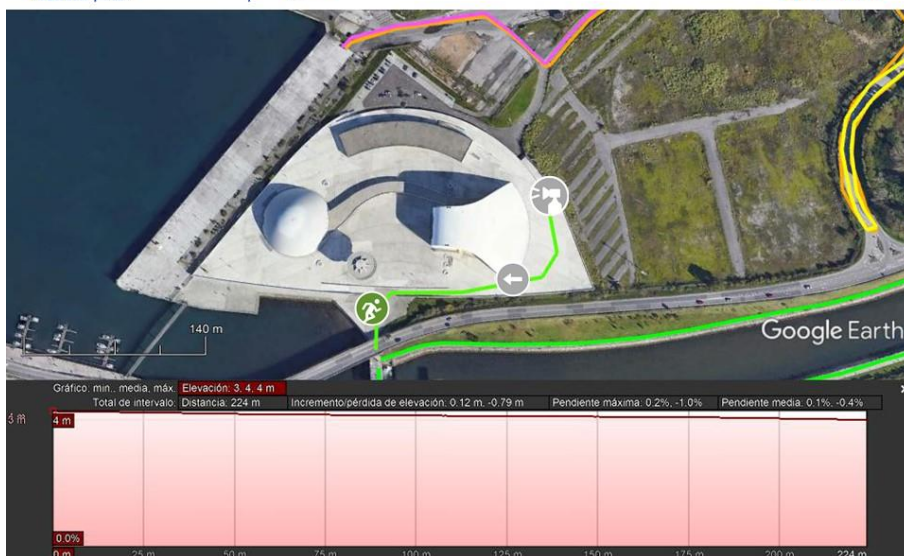 140 m
Google Earth
Gráfico: min., media, máx. Elevación: 3, 4, 4 m
Total de intervalo: Distancia: 224 m Incremento/pérdida de elevación: 0,12 m, -0,79 m Pendiente máxima: 0.2%, -1.0% Pendiente media: 0.1%, -0.4%
4 m
0.0%
0 m 25 m 50 m 75 m 100 m 125 m 150 m 175 m 200 m 224 m